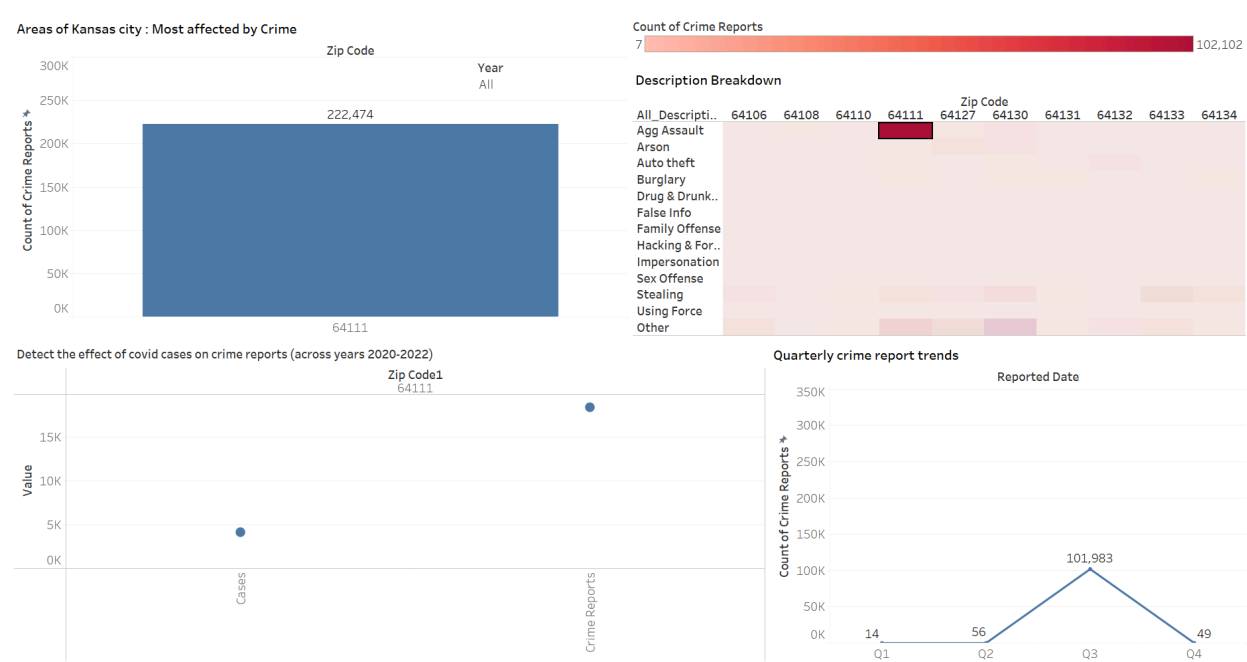 Areas of Kansas city : Most affected by Crime
Zip Code
Year
All
Count of Crime Reports
300K
250K
200K
150K
100K
50K
0K
222,474
64111
Count of Crime Reports
7
102,102
Description Breakdown
Zip Code
All_Descripti.. 64106 64108 64110 64111 64127 64130 64131 64132 64133 64134
Agg Assault
Arson
Auto theft
Burglary
Drug & Drunk..
False Info
Family Offense
Hacking & For..
Impersonation
Sex Offense
Stealing
Using Force
Other
Detect the effect of covid cases on crime reports (across years 2020-2022)
Zip Code1
64111
Value
15K
10K
5K
0K
Cases
Crime Reports
Quarterly crime report trends
Reported Date
Count of Crime Reports
350K
300K
250K
200K
150K
100K
50K
0K
14
56
101,983
49
Q1 Q2 Q3 Q4